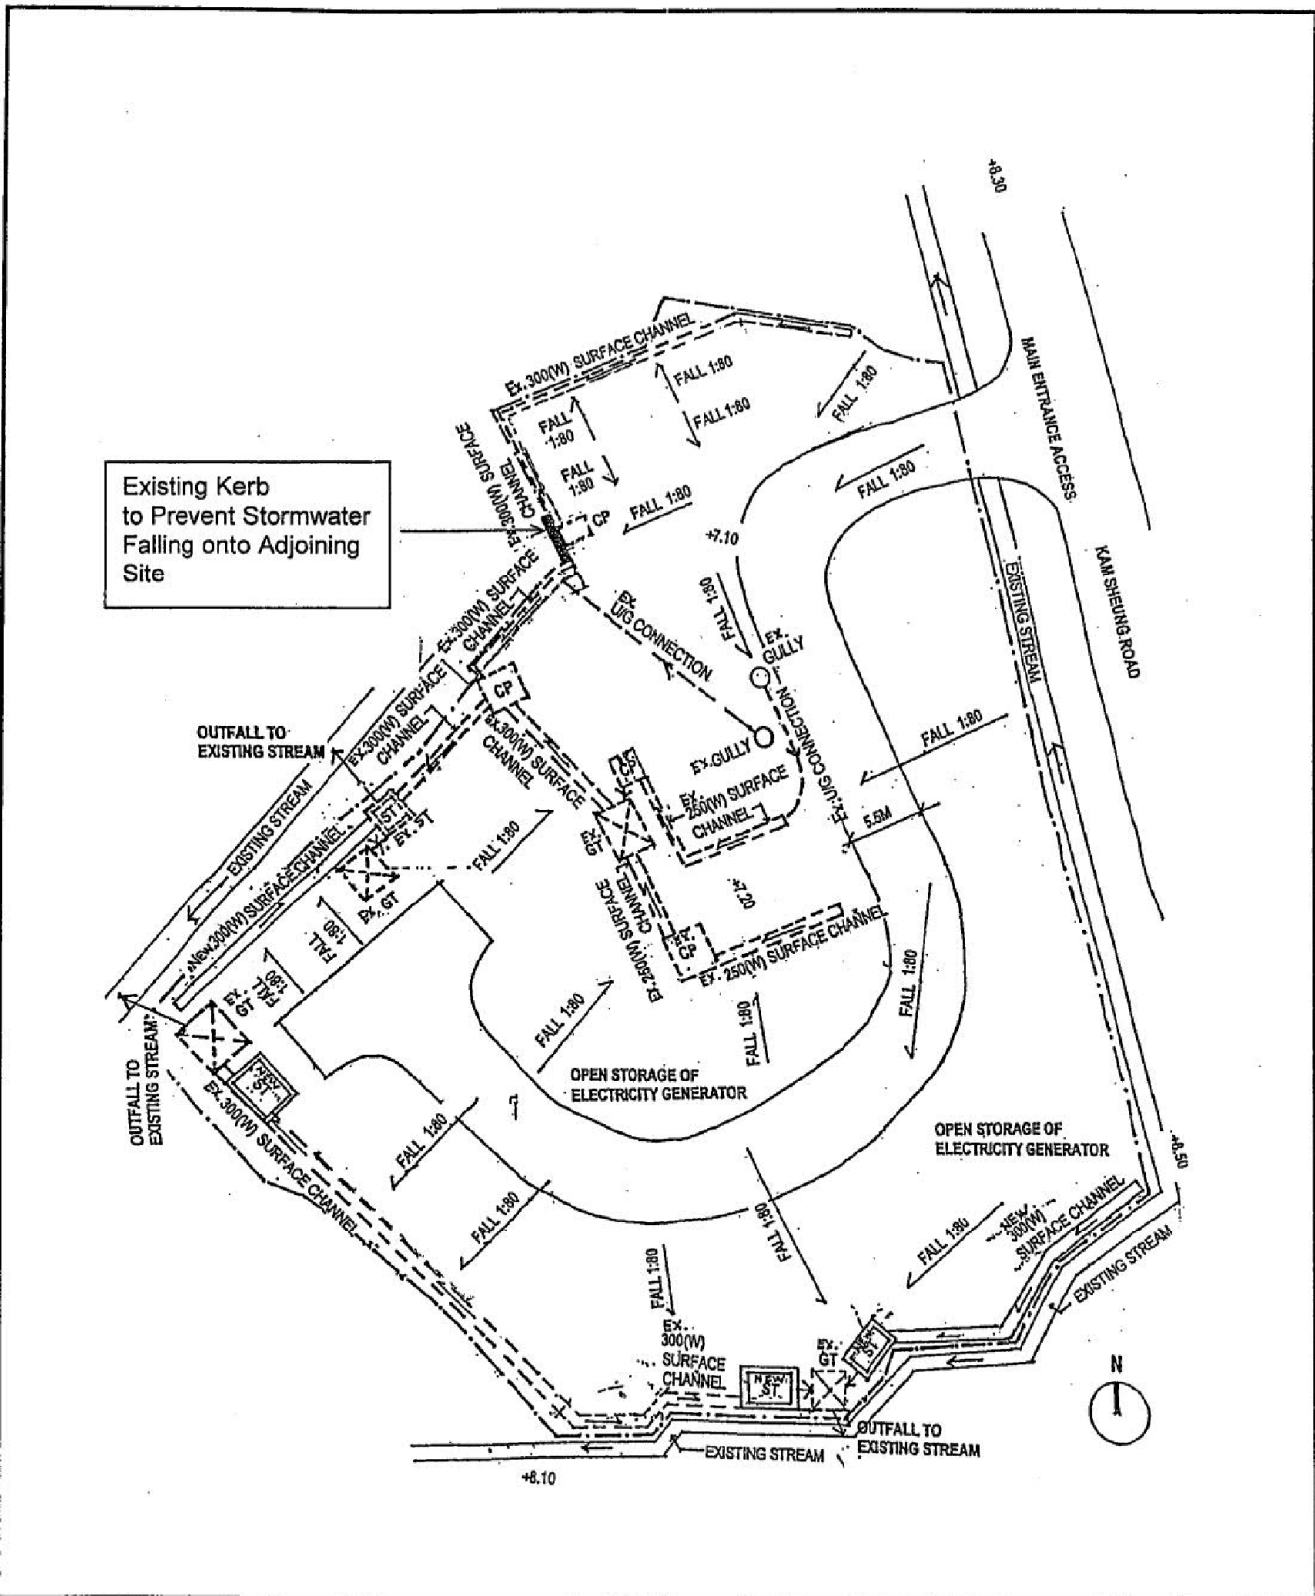 +8.30
Ex. 300(W) SURFACE CHANNEL
MAIN ENTRANCE ACCESS
FALL 1:80
FALL 1:80
FALL 1:80
FALL
1:80
FALL
1:80
FALL 1:80
FALL 1:80
Ex.300(W) SURFACE
CHANNEL
CP
Existing Kerb
to Prevent Stormwater
Falling onto Adjoining
Site
+7.10
KAM SHEUNG ROAD
EXISTING STREAM
FALL 1:80
EX.
GULLY
EX.
U/G CONNECTION
Ex.300(W) SURFACE
CHANNEL
CP
Ex.300(W) SURFACE
CHANNEL
Ex.300(W) SURFACE
CHANNEL
OUTFALL TO
EXISTING STREAM
EX.GULLY
EX. U/G CONNECTION
FALL 1:80
5.5M
CP
EX.
250(W) SURFACE
CHANNEL
EX.
GT
ST
EX. ST
EXISTING STREAM
New 300(W) SURFACE CHANNEL
FALL 1:80
EX. GT
+7.20
FALL
1:80
FALL
1:80
EX.
GT
EX.250(W) SURFACE
CHANNEL
EX.
CP
EX. 250(W) SURFACE CHANNEL
FALL 1:80
FALL 1:80
FALL 1:80
OUTFALL TO
EXISTING STREAM
NEW
ST
Ex.300(W) SURFACE CHANNEL
OPEN STORAGE OF
ELECTRICITY GENERATOR
OPEN STORAGE OF
ELECTRICITY GENERATOR
FALL 1:80
FALL 1:80
FALL 1:80
FALL 1:80
FALL 1:80
NEW
300(W)
SURFACE CHANNEL
EXISTING STREAM
EX.
300(W)
SURFACE
CHANNEL
NEW
ST
EX.
GT
NEW
ST
N
OUTFALL TO
EXISTING STREAM
EXISTING STREAM